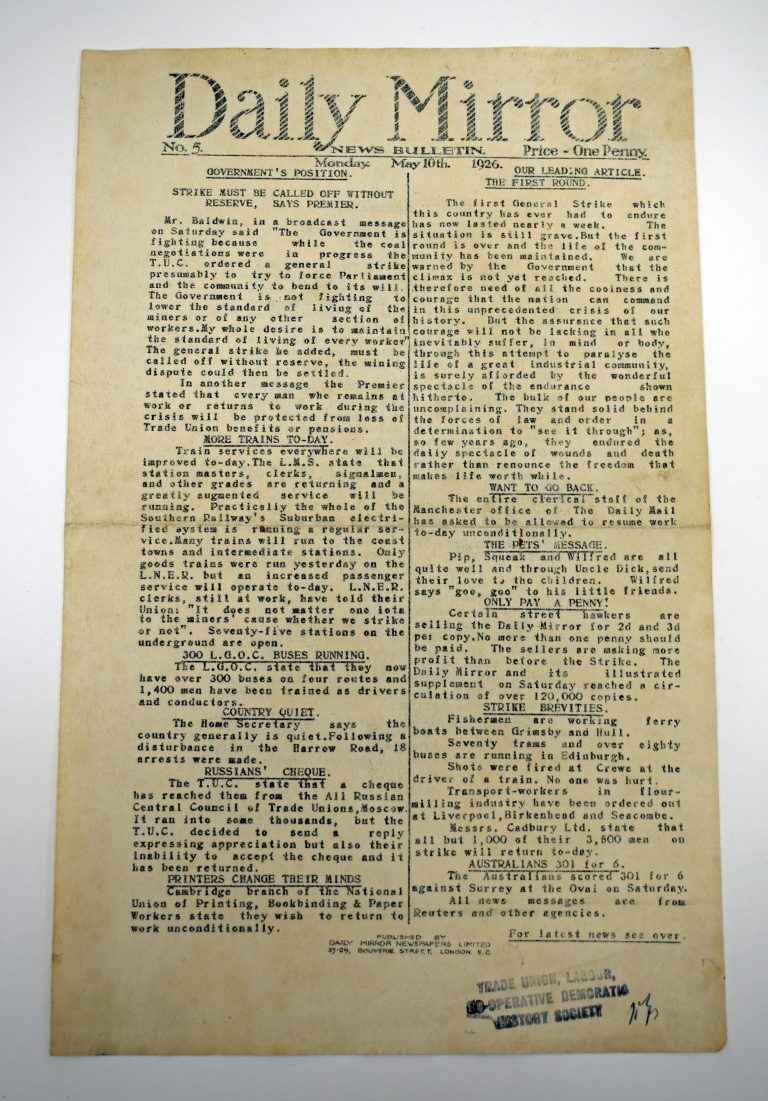 Daily Mirror
No. 5.
NEWS BULLETIN.
Price - One Penny.
Monday. May 10th. 1926.
GOVERNMENT'S POSITION.
STRIKE MUST BE CALLED OFF WITHOUT
RESERVE, SAYS PREMIER.
Mr. Baldwin, in a broadcast message
on Saturday said "The Government is
fighting because while the coal
negotiations were in progress the
T.U.C. ordered a general strike
presumably to try to force Parliament
and the community to bend to its will.
The Government is not fighting to
lower the standard of living of the
miners or of any other section of
workers.My whole desire is to maintain
the standard of living of every worker"
The general strike he added, must be
called off without reserve, the mining
dispute could then be settled.
In another message the Premier
stated that every man who remains at
work or returns to work during the
crisis will be protected from loss of
Trade Union benefits or pensions.
MORE TRAINS TO-DAY.
Train services everywhere will be
improved to-day.The L.M.S. state that
station masters, clerks, signalmen,
and other grades are returning and a
greatly augmented service will be
running. Practically the whole of the
Southern Railway's Suburban electri-
fied system is running a regular ser-
vice.Many trains will run to the coast
towns and intermediate stations. Only
goods trains were run yesterday on the
L.N.E.R. but an increased passenger
service will operate to-day. L.N.E.R.
clerks, still at work, have told their
Union: "It does not matter one iota
to the miners' cause whether we strike
or not". Seventy-five stations on the
underground are open.
300 L.G.O.C. BUSES RUNNING.
The L.G.O.C. state that they now
have over 300 buses on four routes and
1,400 men have been trained as drivers
and conductors.
COUNTRY QUIET.
The Home Secretary says the
country generally is quiet.Following a
disturbance in the Harrow Road, 18
arrests were made.
RUSSIANS' CHEQUE.
The T.U.C. state that a cheque
has reached them from the All Russian
Central Council of Trade Unions,Moscow.
It ran into some thousands, but the
T.U.C. decided to send a reply
expressing appreciation but also their
inability to accept the cheque and it
has been returned.
PRINTERS CHANGE THEIR MINDS
Cambridge branch of the National
Union of Printing, Bookbinding & Paper
Workers state they wish to return to
work unconditionally.
OUR LEADING ARTICLE.
THE FIRST ROUND.
The first General Strike which
this country has ever had to endure
has now lasted nearly a week. The
situation is still grave.But the first
round is over and the life of the com-
munity has been maintained. We are
warned by the Government that the
climax is not yet reached. There is
therefore need of all the coolness and
courage that the nation can command
in this unprecedented crisis of our
history. But the assurance that such
courage will not be lacking in all who
inevitably suffer, in mind or body,
through this attempt to paralyse the
life of a great industrial community,
is surely afforded by the wonderful
spectacle of the endurance shown
hitherto. The bulk of our people are
uncomplaining. They stand solid behind
the forces of law and order in a
determination to "see it through"; as,
so few years ago, they endured the
daily spectacle of wounds and death
rather than renounce the freedom that
makes life worth while.
WANT TO GO BACK.
The entire clerical staff of the
Manchester office of The Daily Mail
has asked to be allowed to resume work
to-day unconditionally.
THE PETS' MESSAGE.
Pip, Squeak and Wilfred are all
quite well and through Uncle Dick,send
their love to the children. Wilfred
says "goo, goo" to his little friends.
ONLY PAY A PENNY!
Certain street hawkers are
selling the Daily Mirror for 2d and 3d
per copy.No more than one penny should
be paid. The sellers are making more
profit than before the Strike. The
Daily Mirror and its illustrated
supplement on Saturday reached a cir-
culation of over 120,000 copies.
STRIKE BREVITIES.
Fishermen are working ferry
boats between Grimsby and Hull.
Seventy trams and over eighty
buses are running in Edinburgh.
Shots were fired at Crewe at the
driver of a train. No one was hurt.
Transport-workers in flour-
milling industry have been ordered out
at Liverpool,Birkenhead and Seacombe.
Messrs. Cadbury Ltd. state that
all but 1,000 of their 3,500 men on
strike will return to-day.
AUSTRALIANS 301 for 6.
The Australians scored 301 for 6
against Surrey at the Oval on Saturday.
All news messages are from
Reuters and other agencies.
For latest news see over.
PUBLISHED BY
DAILY MIRROR NEWSPAPERS LIMITED
23-29, BOUVERIE STREET, LONDON E.C.
TRADE UNION, LABOUR,
CO-OPERATIVE DEMOCRATIC
HISTORY SOCIETY